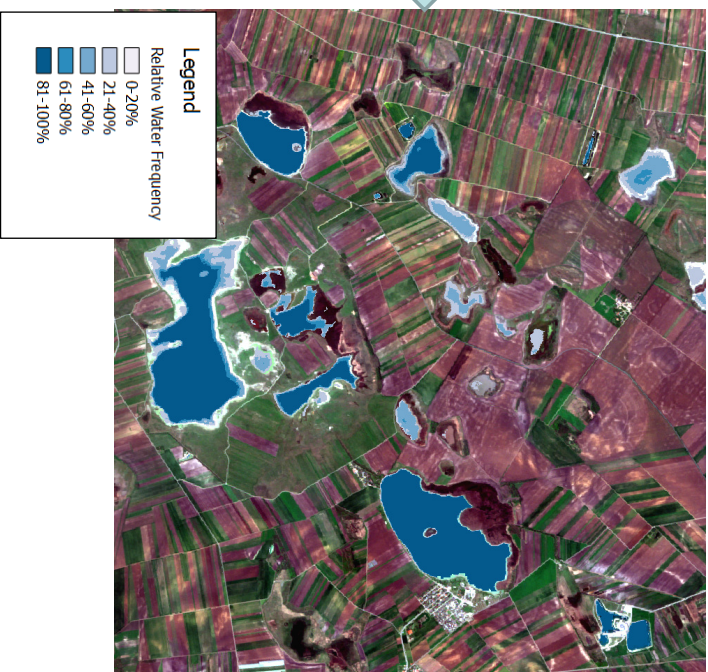 Legend
Relative Water Frequency
0-20%
21-40%
41-60%
61-80%
81-100%